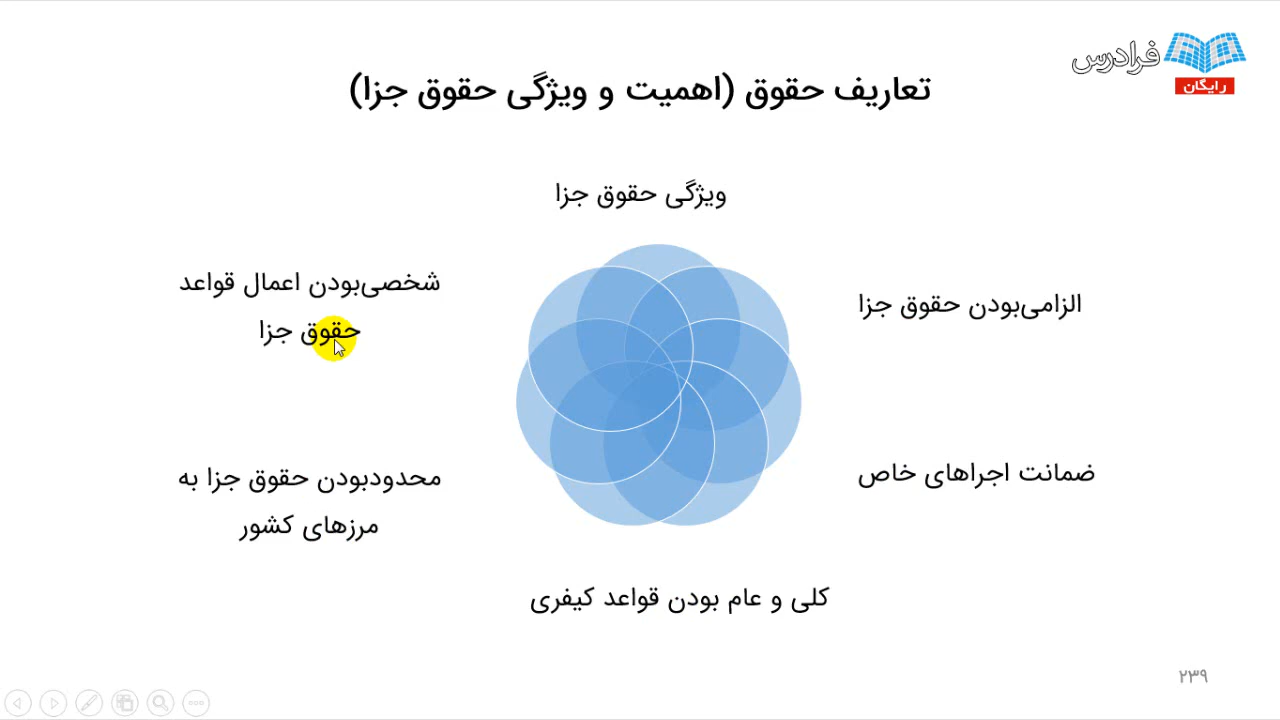 فرادرس
رایگان
تعاریف حقوق (اهمیت و ویژگی حقوق جزا)
ویژگی حقوق جزا
الزامی‌بودن حقوق جزا
ضمانت اجراهای خاص
کلی و عام بودن قواعد کیفری
محدودبودن حقوق جزا به
مرزهای کشور
شخصی‌بودن اعمال قواعد
حقوق جزا
۲۳۹